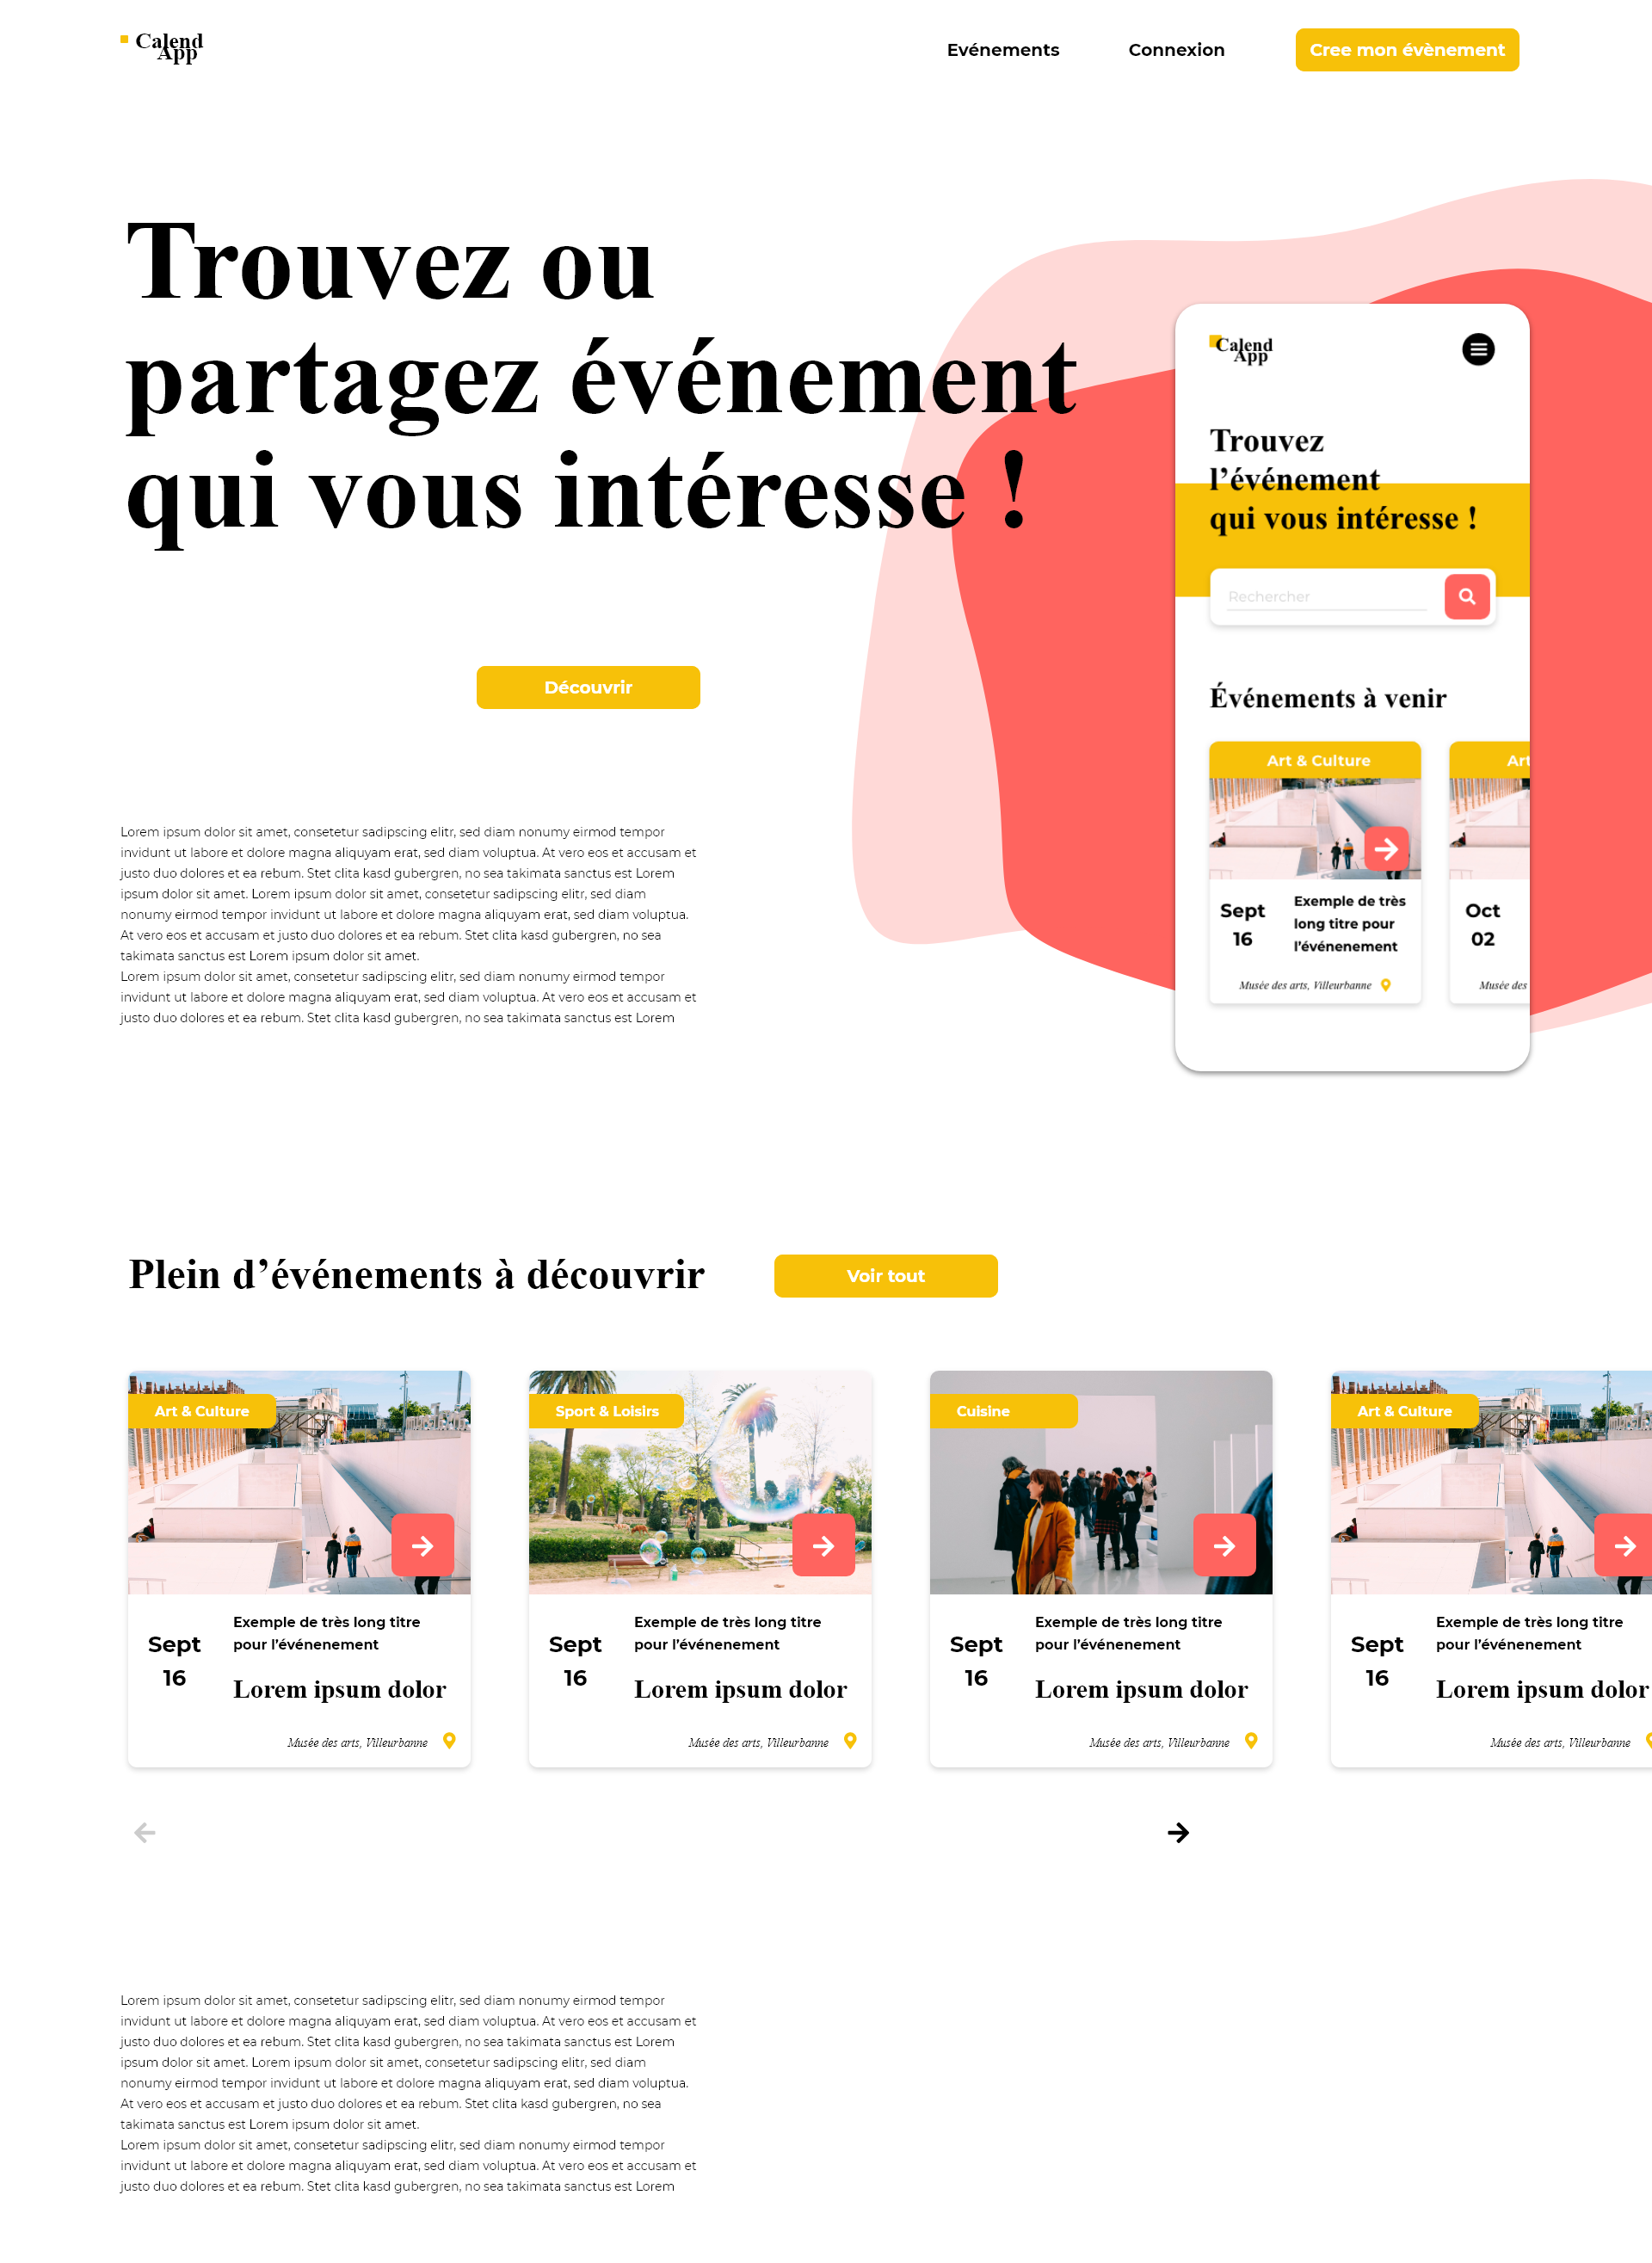 Calend
App
Evénements
Connexion
Cree mon évènement
Trouvez ou
partagez événement
qui vous intéresse !
Découvrir
Lorem ipsum dolor sit amet, consetetur sadipscing elitr, sed diam nonumy eirmod tempor
invidunt ut labore et dolore magna aliquyam erat, sed diam voluptua. At vero eos et accusam et
justo duo dolores et ea rebum. Stet clita kasd gubergren, no sea takimata sanctus est Lorem
ipsum dolor sit amet. Lorem ipsum dolor sit amet, consetetur sadipscing elitr, sed diam
nonumy eirmod tempor invidunt ut labore et dolore magna aliquyam erat, sed diam voluptua.
At vero eos et accusam et justo duo dolores et ea rebum. Stet clita kasd gubergren, no sea
takimata sanctus est Lorem ipsum dolor sit amet.
Lorem ipsum dolor sit amet, consetetur sadipscing elitr, sed diam nonumy eirmod tempor
invidunt ut labore et dolore magna aliquyam erat, sed diam voluptua. At vero eos et accusam et
justo duo dolores et ea rebum. Stet clita kasd gubergren, no sea takimata sanctus est Lorem
Calend
App
Trouvez
l’événement
qui vous intéresse !
Rechercher
Événements à venir
Art & Culture
Sept
16
Exemple de très
long titre pour
l’événenement
Musée des arts, Villeurbanne
Art
Oct
02
Musée des
Plein d’événements à découvrir
Voir tout
Art & Culture
Sept
16
Exemple de très long titre
pour l’événenement
Lorem ipsum dolor
Musée des arts, Villeurbanne
Sport & Loisirs
Sept
16
Exemple de très long titre
pour l’événenement
Lorem ipsum dolor
Musée des arts, Villeurbanne
Cuisine
Sept
16
Exemple de très long titre
pour l’événenement
Lorem ipsum dolor
Musée des arts, Villeurbanne
Art & Culture
Sept
16
Exemple de très long titre
pour l’événenement
Lorem ipsum dolor
Musée des arts, Villeurbanne
Lorem ipsum dolor sit amet, consetetur sadipscing elitr, sed diam nonumy eirmod tempor
invidunt ut labore et dolore magna aliquyam erat, sed diam voluptua. At vero eos et accusam et
justo duo dolores et ea rebum. Stet clita kasd gubergren, no sea takimata sanctus est Lorem
ipsum dolor sit amet. Lorem ipsum dolor sit amet, consetetur sadipscing elitr, sed diam
nonumy eirmod tempor invidunt ut labore et dolore magna aliquyam erat, sed diam voluptua.
At vero eos et accusam et justo duo dolores et ea rebum. Stet clita kasd gubergren, no sea
takimata sanctus est Lorem ipsum dolor sit amet.
Lorem ipsum dolor sit amet, consetetur sadipscing elitr, sed diam nonumy eirmod tempor
invidunt ut labore et dolore magna aliquyam erat, sed diam voluptua. At vero eos et accusam et
justo duo dolores et ea rebum. Stet clita kasd gubergren, no sea takimata sanctus est Lorem